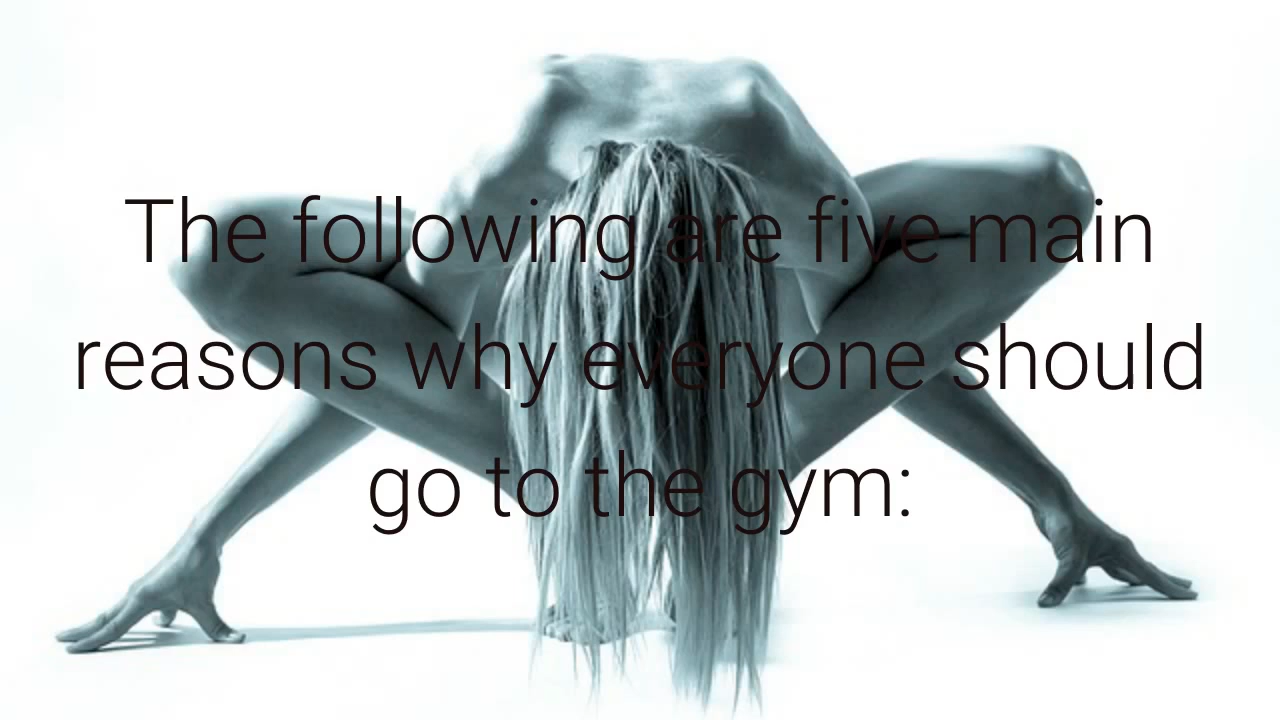 The following are five main
reasons why everyone should
go to the gym: